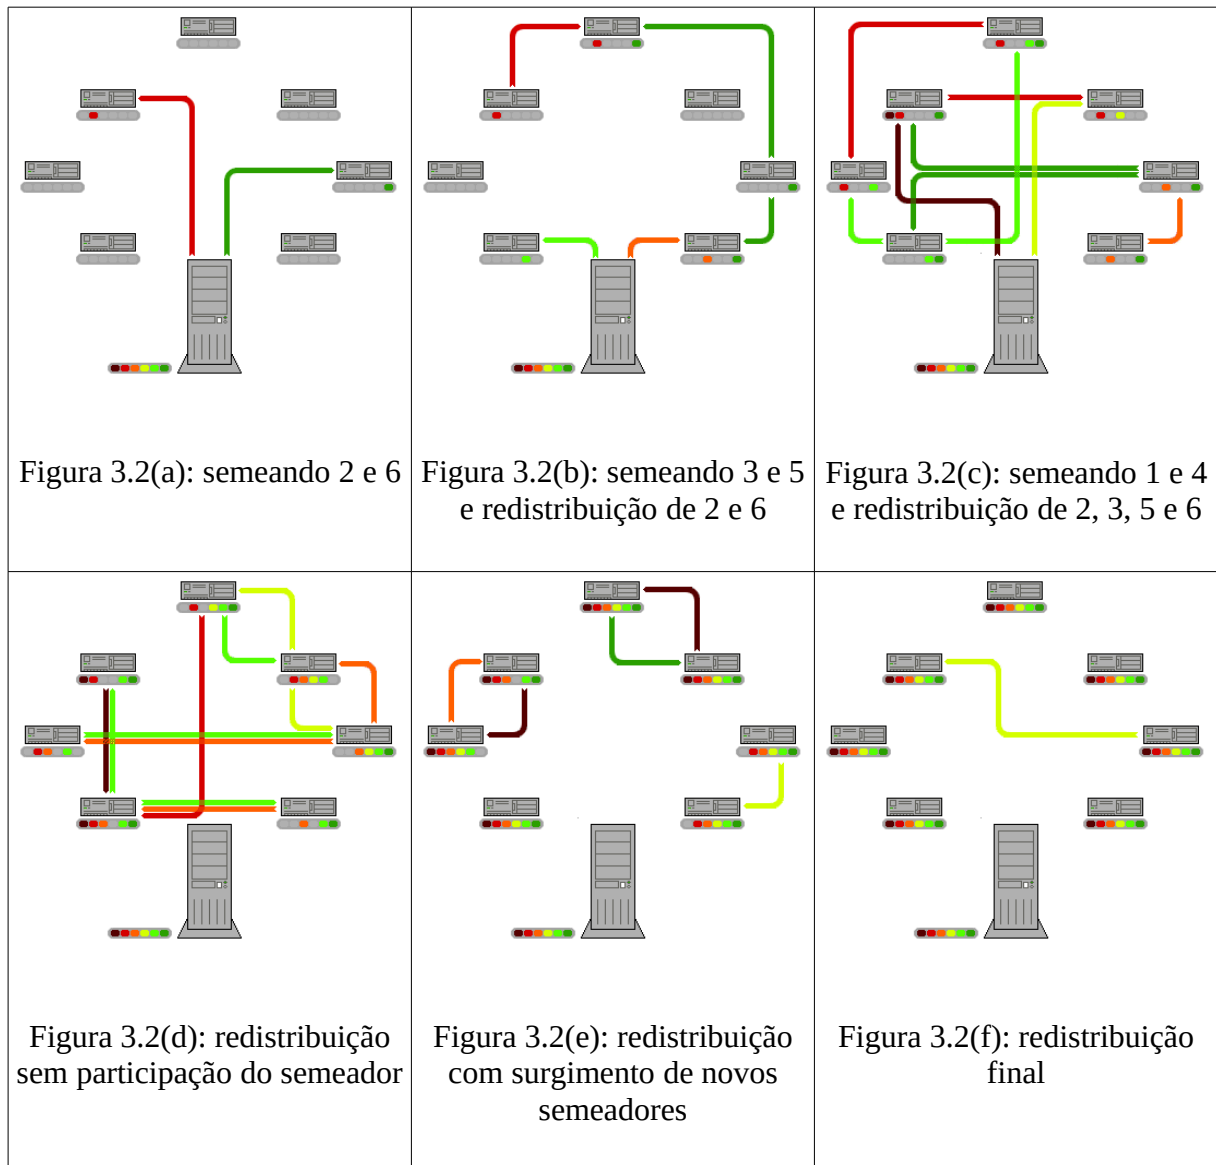 Figura 3.2(a): semeando 2 e 6
Figura 3.2(b): semeando 3 e 5
e redistribuição de 2 e 6
Figura 3.2(c): semeando 1 e 4
e redistribuição de 2, 3, 5 e 6
Figura 3.2(d): redistribuição
sem participação do semeador
Figura 3.2(e): redistribuição
com surgimento de novos
semeadores
Figura 3.2(f): redistribuição
final